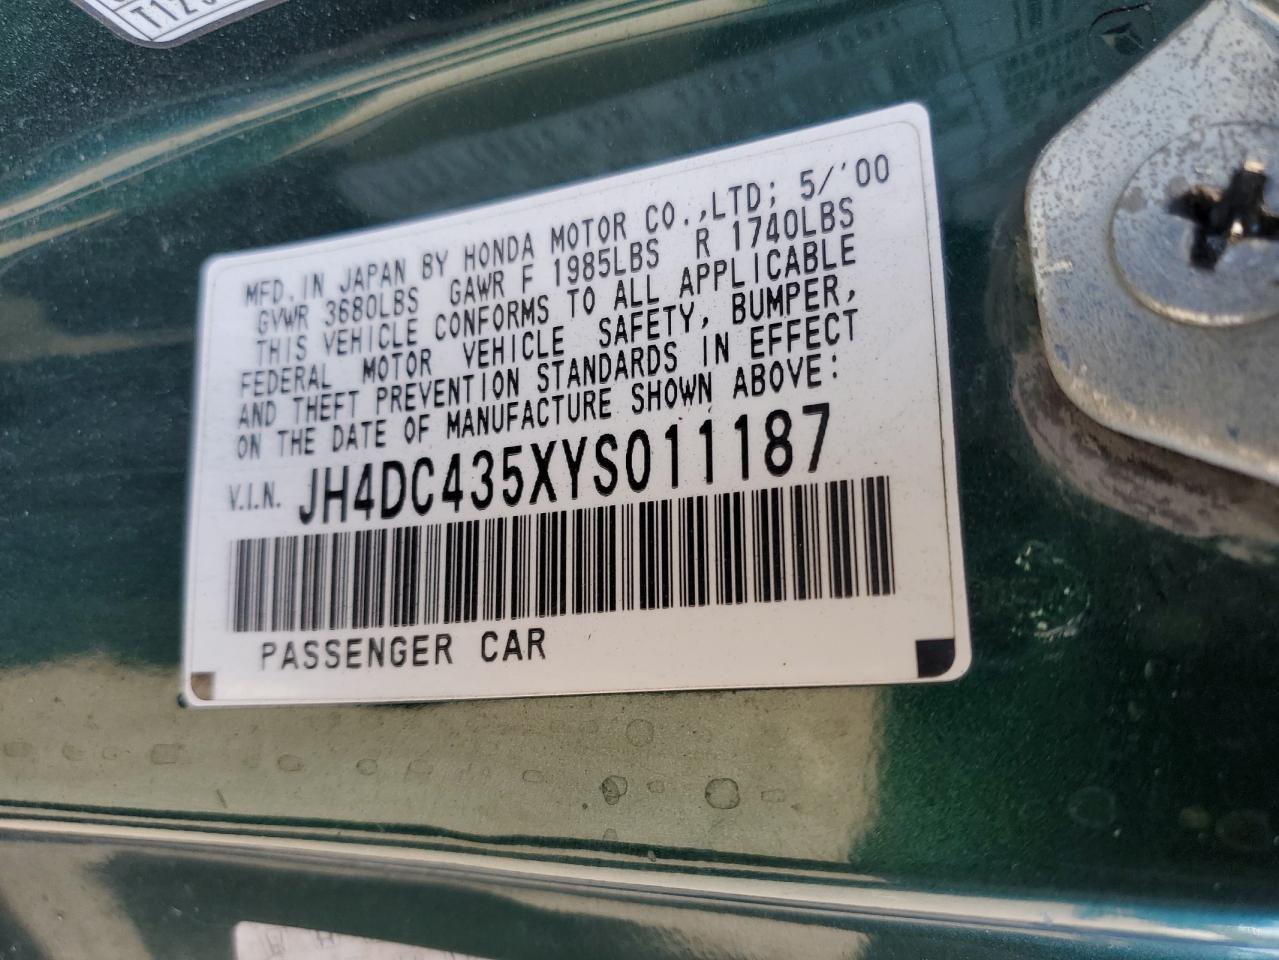 T12
MFD. IN JAPAN BY HONDA MOTOR CO.,LTD; 5/'00
GVWR 3680LBS GAWR F 1985LBS R 1740LBS
THIS VEHICLE CONFORMS TO ALL APPLICABLE
FEDERAL MOTOR VEHICLE SAFETY, BUMPER,
AND THEFT PREVENTION STANDARDS IN EFFECT
ON THE DATE OF MANUFACTURE SHOWN ABOVE:
V.I.N. JH4DC435XYS011187
PASSENGER CAR